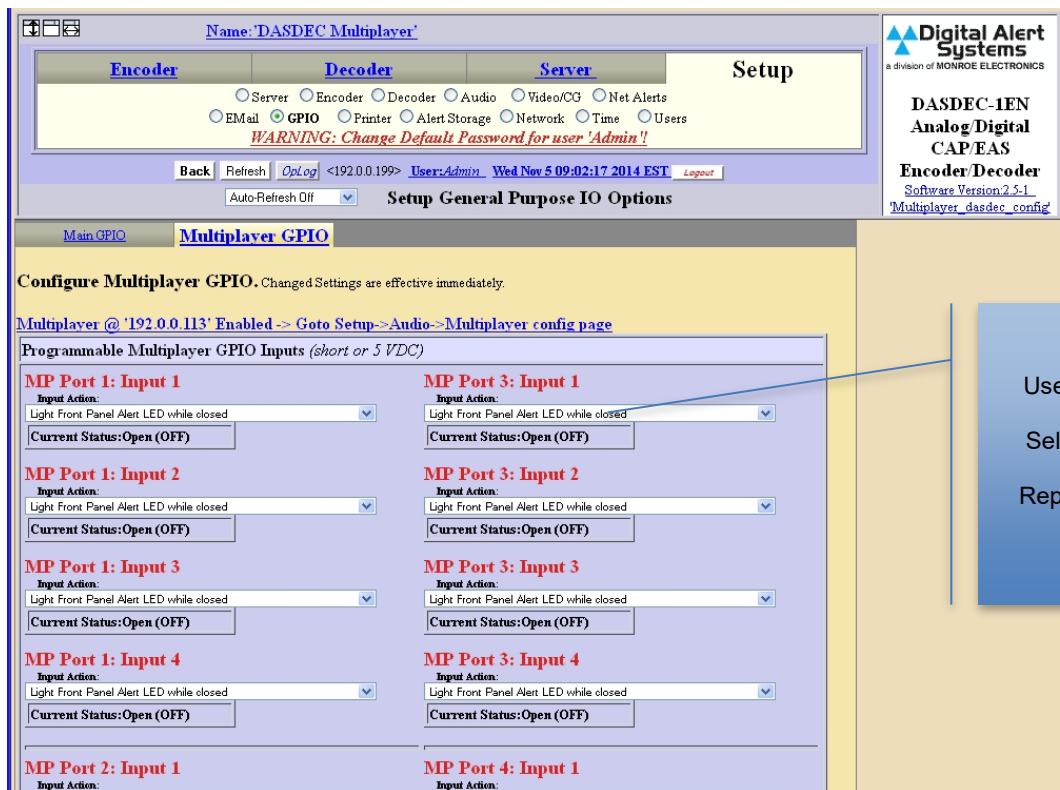 Name:'DASDEC Multiplayer'
Encoder Decoder Server Setup
Server Encoder Decoder Audio Video/CG Net Alerts
EMail GPIO Printer Alert Storage Network Time Users
WARNING: Change Default Password for user 'Admin'!
Back Refresh OpLog <192.0.0.199> User:Admin Wed Nov 5 09:02:17 2014 EST Logout
Auto-Refresh Off Setup General Purpose IO Options
Digital Alert
Systems
a division of MONROE ELECTRONICS
DASDEC-1EN
Analog/Digital
CAP/EAS
Encoder/Decoder
Software Version:2.5-1
'Multiplayer_dasdec_config'
Main GPIO Multiplayer GPIO
Configure Multiplayer GPIO. Changed Settings are effective immediately.
Multiplayer @ '192.0.0.113' Enabled -> Goto Setup->Audio->Multiplayer config page
Programmable Multiplayer GPIO Inputs (short or 5 VDC)
MP Port 1: Input 1 MP Port 3: Input 1
Input Action: Input Action:
Light Front Panel Alert LED while closed Light Front Panel Alert LED while closed
Current Status:Open (OFF) Current Status:Open (OFF)
MP Port 1: Input 2 MP Port 3: Input 2
Input Action: Input Action:
Light Front Panel Alert LED while closed Light Front Panel Alert LED while closed
Current Status:Open (OFF) Current Status:Open (OFF)
MP Port 1: Input 3 MP Port 3: Input 3
Input Action: Input Action:
Light Front Panel Alert LED while closed Light Front Panel Alert LED while closed
Current Status:Open (OFF) Current Status:Open (OFF)
MP Port 1: Input 4 MP Port 3: Input 4
Input Action: Input Action:
Light Front Panel Alert LED while closed Light Front Panel Alert LED while closed
Current Status:Open (OFF) Current Status:Open (OFF)
MP Port 2: Input 1 MP Port 4: Input 1
Input Action: Input Action:
Use
Sel
Rep